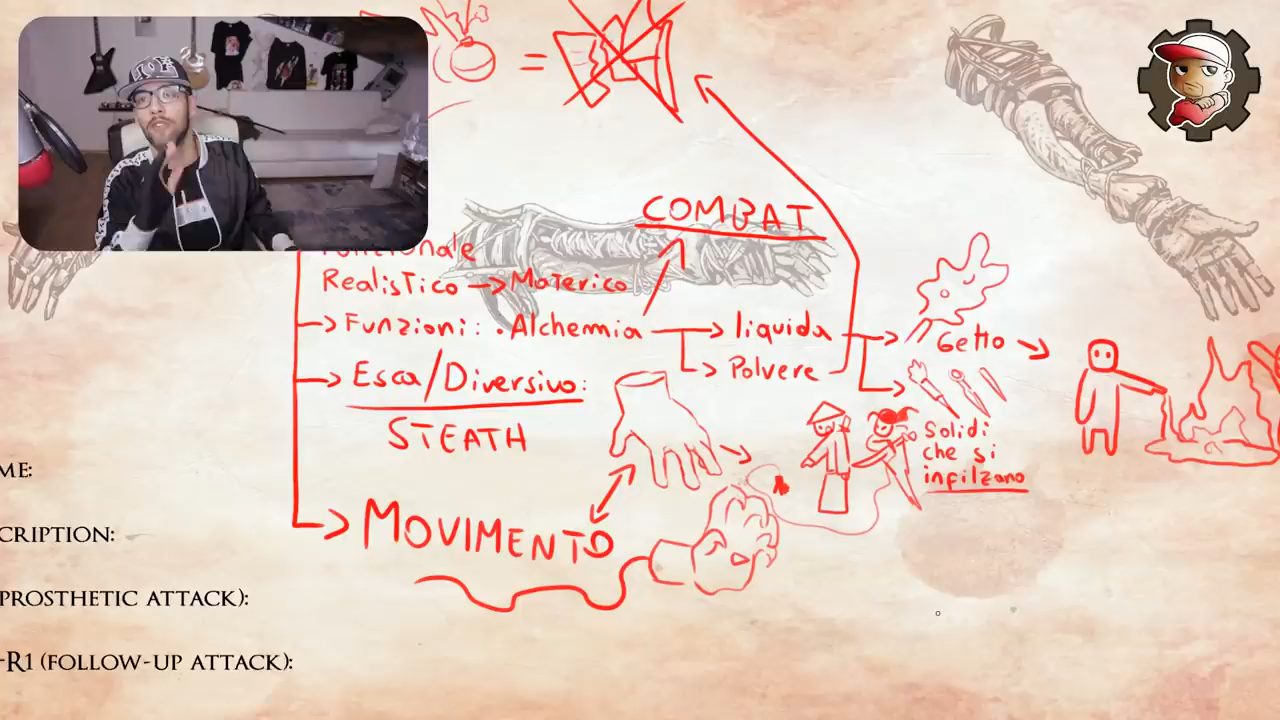 =
COMBAT
Funzionale
Realistico → Materico
→ Funzioni: . Alchemia → liquida
→ Polvere
Getto →
→ Esca/Diversivo:
STEATH
Solidi
che si
infilzano
→ MOVIMENTO
ME:
CRIPTION:
PROSTHETIC ATTACK):
-R1 (FOLLOW-UP ATTACK):